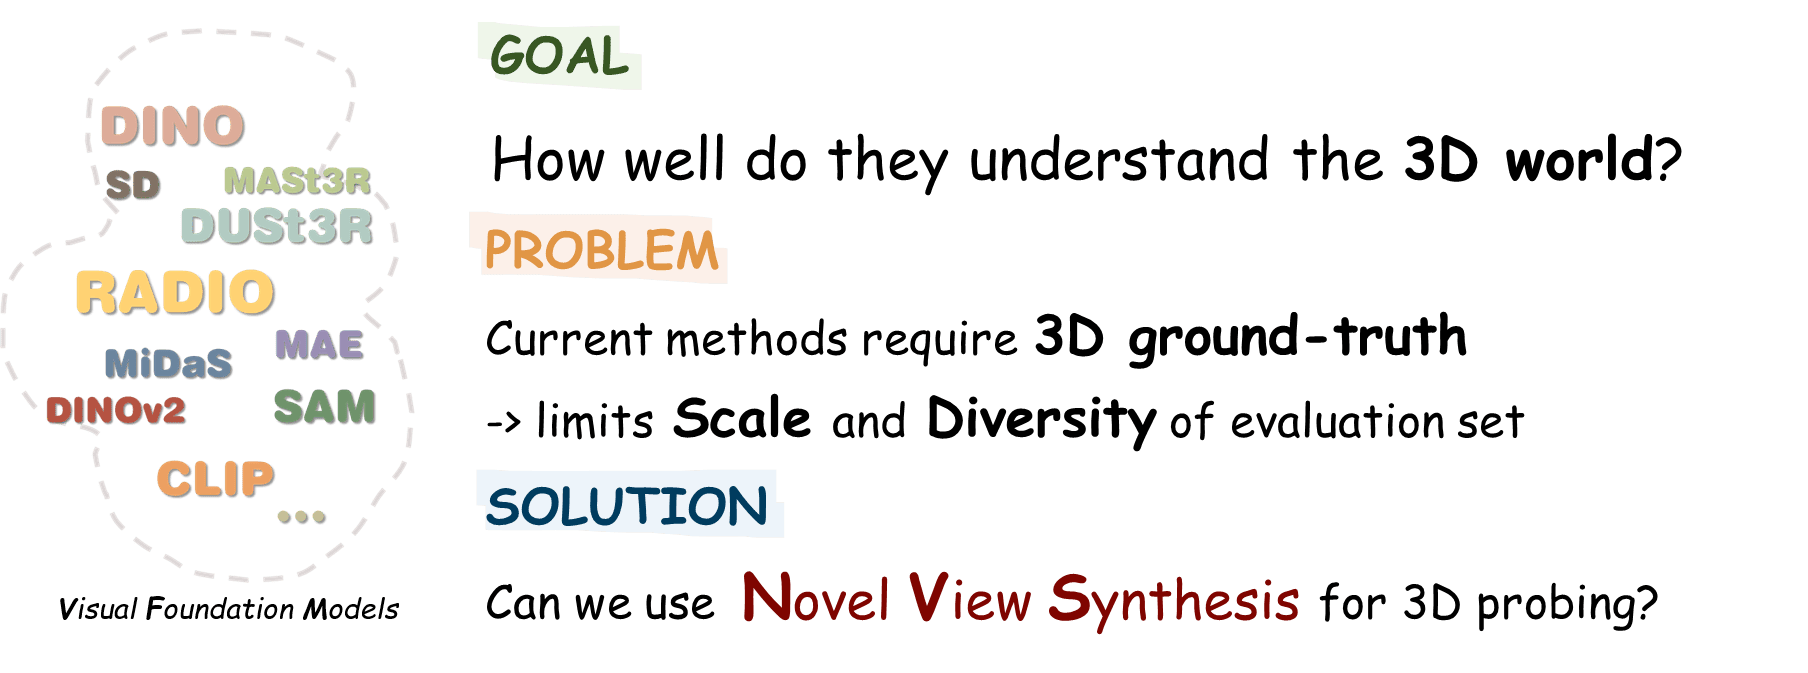 DINO
SD
MASt3R
DUSt3R
RADIO
MAE
MiDaS
DINOv2
SAM
CLIP
...
Visual Foundation Models
GOAL
How well do they understand the 3D world?
PROBLEM
Current methods require 3D ground-truth
-> limits Scale and Diversity of evaluation set
SOLUTION
Can we use Novel View Synthesis for 3D probing?